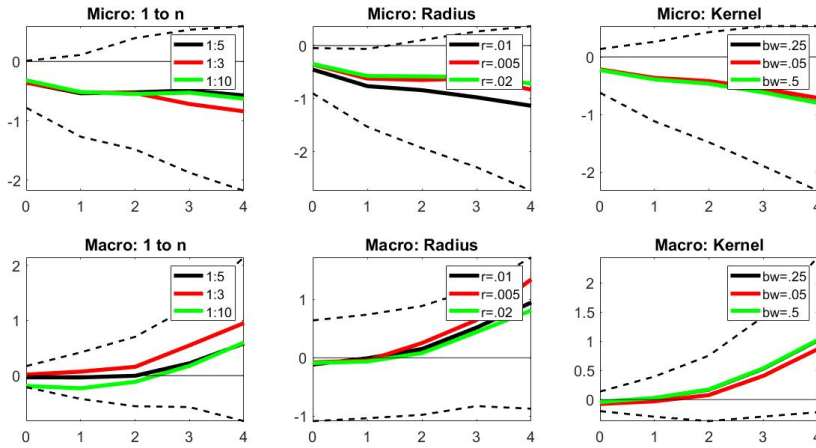 Micro: 1 to n
0
-1
-2
1:5
1:3
1:10
0 1 2 3 4
Micro: Radius
0
-1
-2
r=.01
r=.005
r=.02
0 1 2 3 4
Micro: Kernel
0
-1
-2
bw=.25
bw=.05
bw=.5
0 1 2 3 4
Macro: 1 to n
2
1
0
1:5
1:3
1:10
0 1 2 3 4
Macro: Radius
2
1
0
-1
r=.01
r=.005
r=.02
0 1 2 3 4
Macro: Kernel
2
1.5
1
0.5
0
bw=.25
bw=.05
bw=.5
0 1 2 3 4